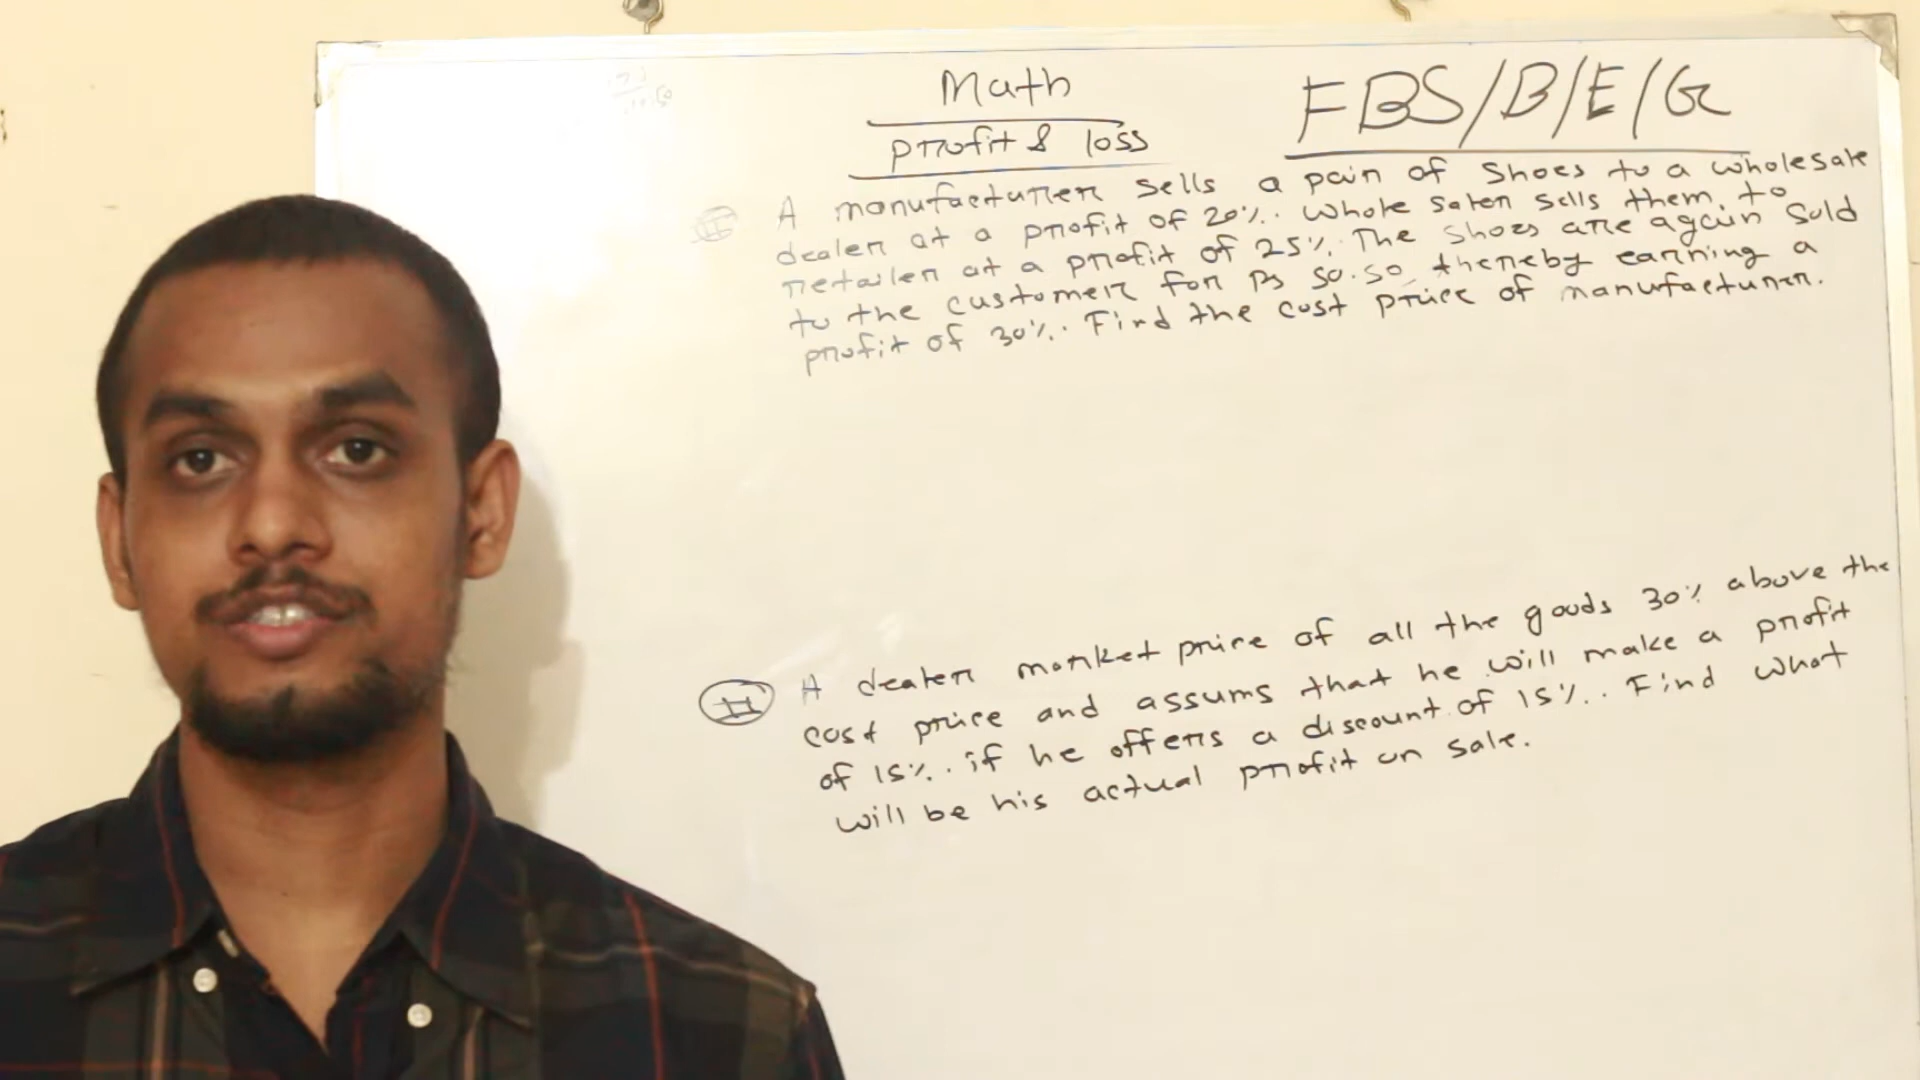 Math
FBS/B/E/G
profit & loss
A manufacturer sells a pair of shoes to a wholesale
dealer at a profit of 20%. Whole saler sells them to
retailer at a profit of 25%. The shoes are again sold
to the customer for Rs 50.50, thereby earning a
profit of 30%. Find the cost price of manufacturer.
II A dealer market price of all the goods 30% above the
cost price and assums that he will make a profit
of 15%. if he offers a discount of 15%. Find what
will be his actual profit on sale.